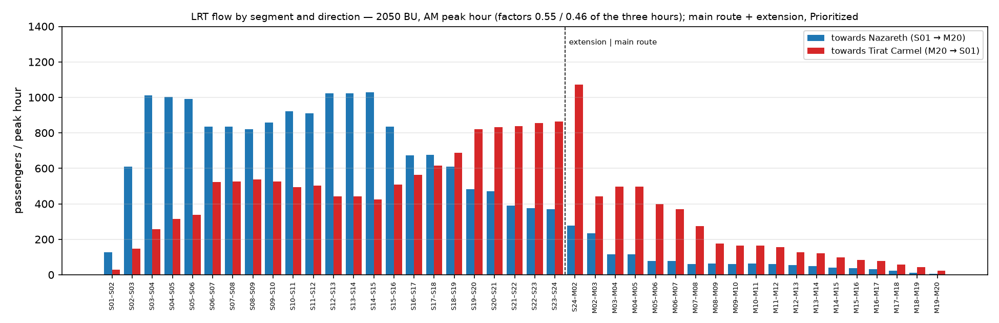 LRT flow by segment and direction — 2050 BU, AM peak hour (factors 0.55 / 0.46 of the three hours); main route + extension, Prioritized
passengers / peak hour
1400
1200
1000
800
600
400
200
0
extension | main route
towards Nazareth (S01 → M20)
towards Tirat Carmel (M20 → S01)
S01–S02
S02–S03
S03–S04
S04–S05
S05–S06
S06–S07
S07–S08
S08–S09
S09–S10
S10–S11
S11–S12
S12–S13
S13–S14
S14–S15
S15–S16
S16–S17
S17–S18
S18–S19
S19–S20
S20–S21
S21–S22
S22–S23
S23–S24
S24–M02
M02–M03
M03–M04
M04–M05
M05–M06
M06–M07
M07–M08
M08–M09
M09–M10
M10–M11
M11–M12
M12–M13
M13–M14
M14–M15
M15–M16
M16–M17
M17–M18
M18–M19
M19–M20